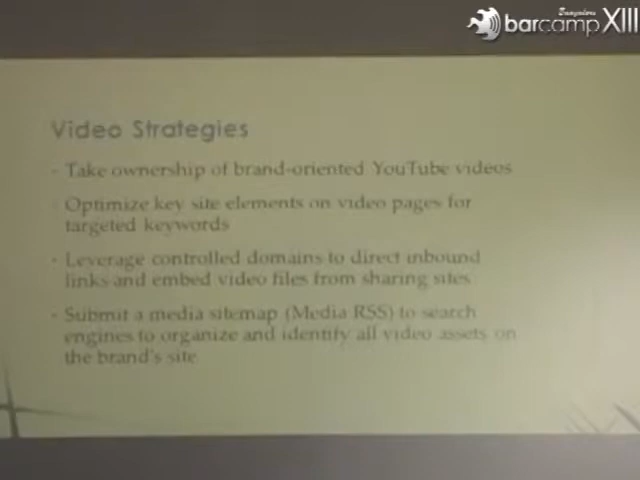 barcamp XIII
Video Strategies
· Take ownership of brand-oriented YouTube videos
· Optimize key site elements on video pages for
targeted keywords
· Leverage controlled domains to direct inbound
links and embed video files from sharing sites
· Submit a media sitemap (Media RSS) to search
engines to organize and identify all video assets on
the brand's site